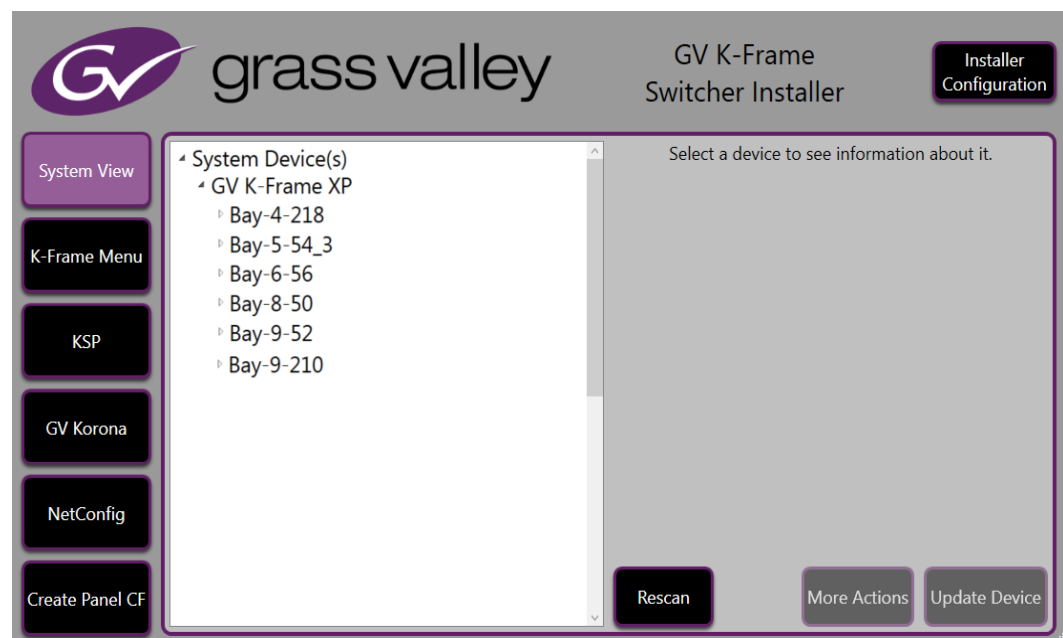 GV grass valley
GV K-Frame
Switcher Installer
Installer
Configuration
System View
K-Frame Menu
KSP
GV Korona
NetConfig
Create Panel CF
System Device(s)
GV K-Frame XP
Bay-4-218
Bay-5-54_3
Bay-6-56
Bay-8-50
Bay-9-52
Bay-9-210
Select a device to see information about it.
Rescan
More Actions
Update Device